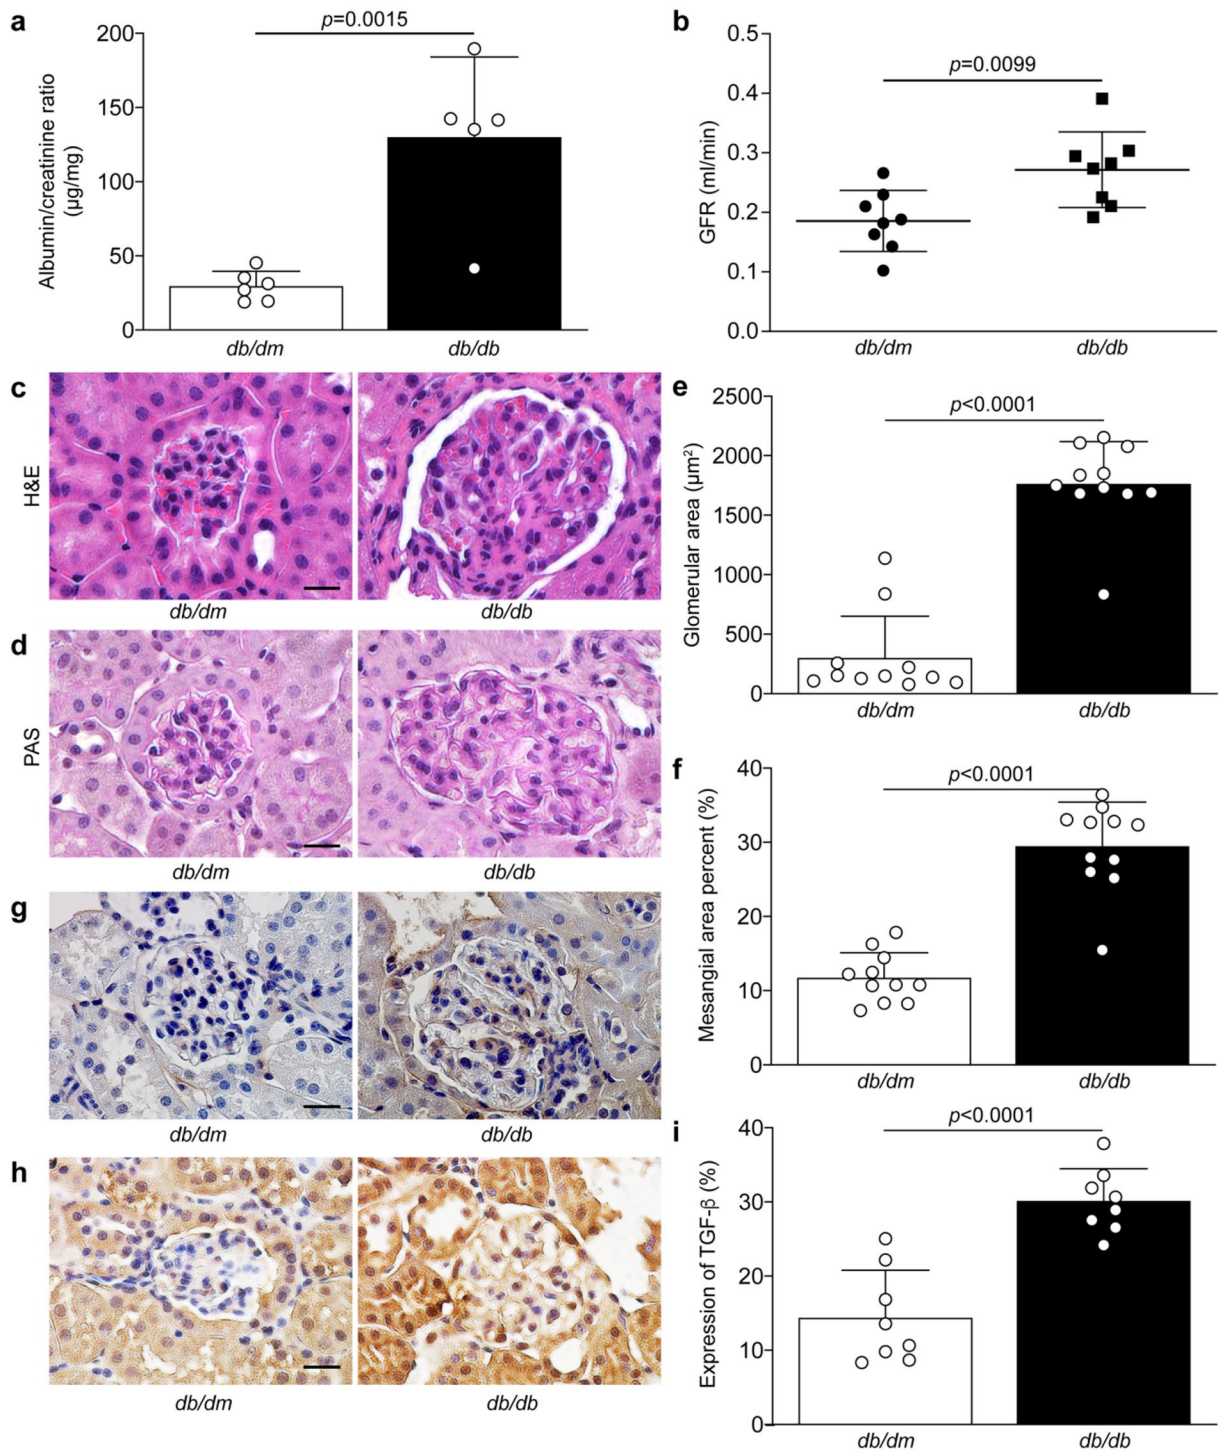 a
p=0.0015
200
150
100
50
0
Albumin/creatinine ratio
(µg/mg)
db/dm
db/db
b
p=0.0099
0.5
0.4
0.3
0.2
0.1
0.0
GFR (ml/min)
db/dm
db/db
c
H&E
db/dm
db/db
d
PAS
db/dm
db/db
e
p<0.0001
2500
2000
1500
1000
500
0
Glomerular area (µm²)
db/dm
db/db
f
p<0.0001
40
30
20
10
0
Mesangial area percent (%)
db/dm
db/db
g
db/dm
db/db
h
db/dm
db/db
i
p<0.0001
40
30
20
10
0
Expression of TGF-β (%)
db/dm
db/db